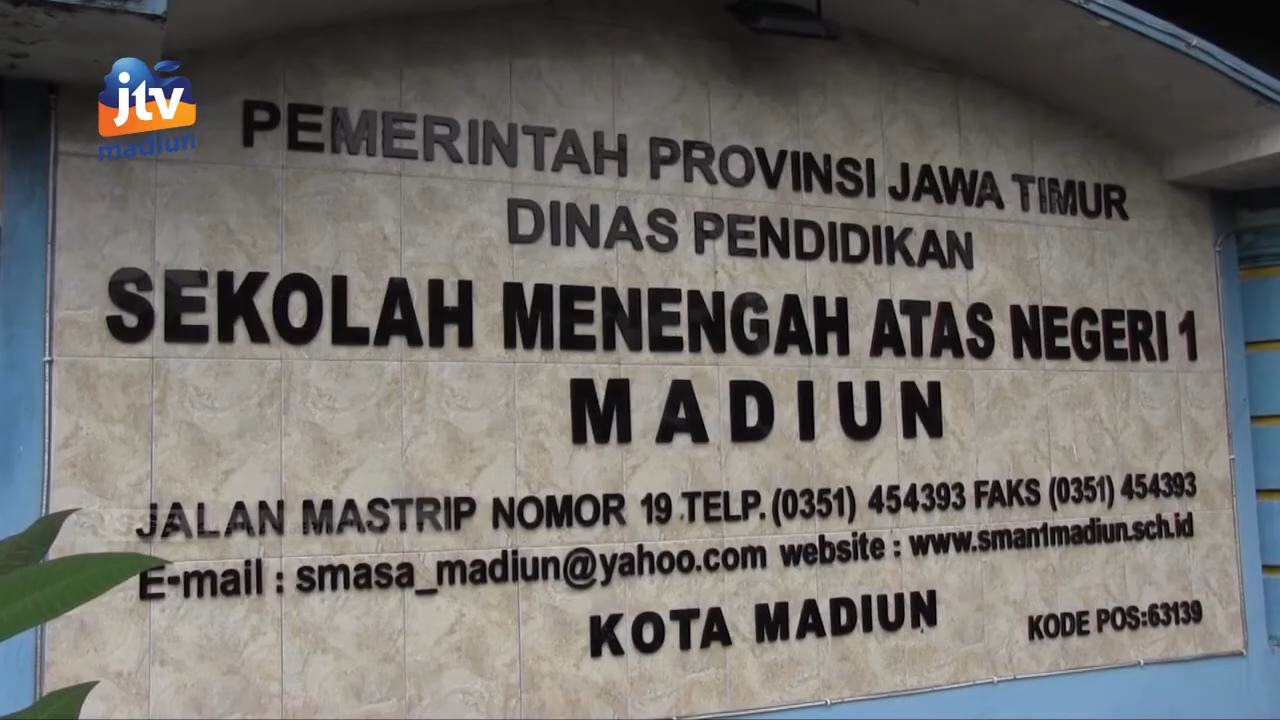 jtv
madiun
PEMERINTAH PROVINSI JAWA TIMUR
DINAS PENDIDIKAN
SEKOLAH MENENGAH ATAS NEGERI 1
MADIUN
JALAN MASTRIP NOMOR 19 TELP. (0351) 454393 FAKS (0351) 454393
E-mail : smasa_madiun@yahoo.com website : www.sman1madiun.sch.id
KOTA MADIUN
KODE POS:63139